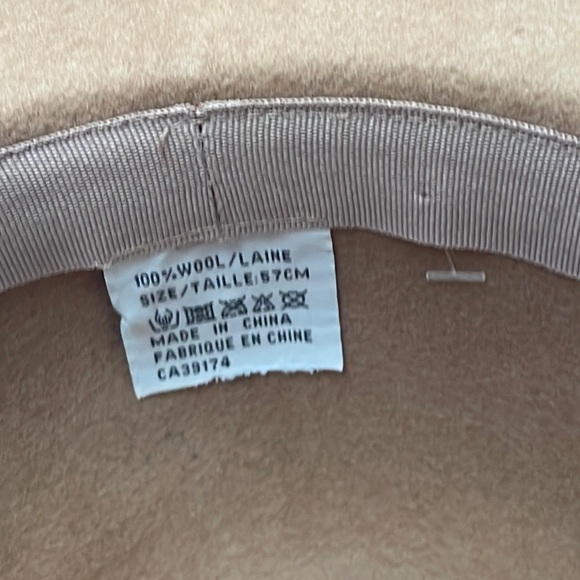 100%WOOL/LAINE
SIZE/TAILLE:57CM
MADE IN CHINA
FABRIQUE EN CHINE
CA39174